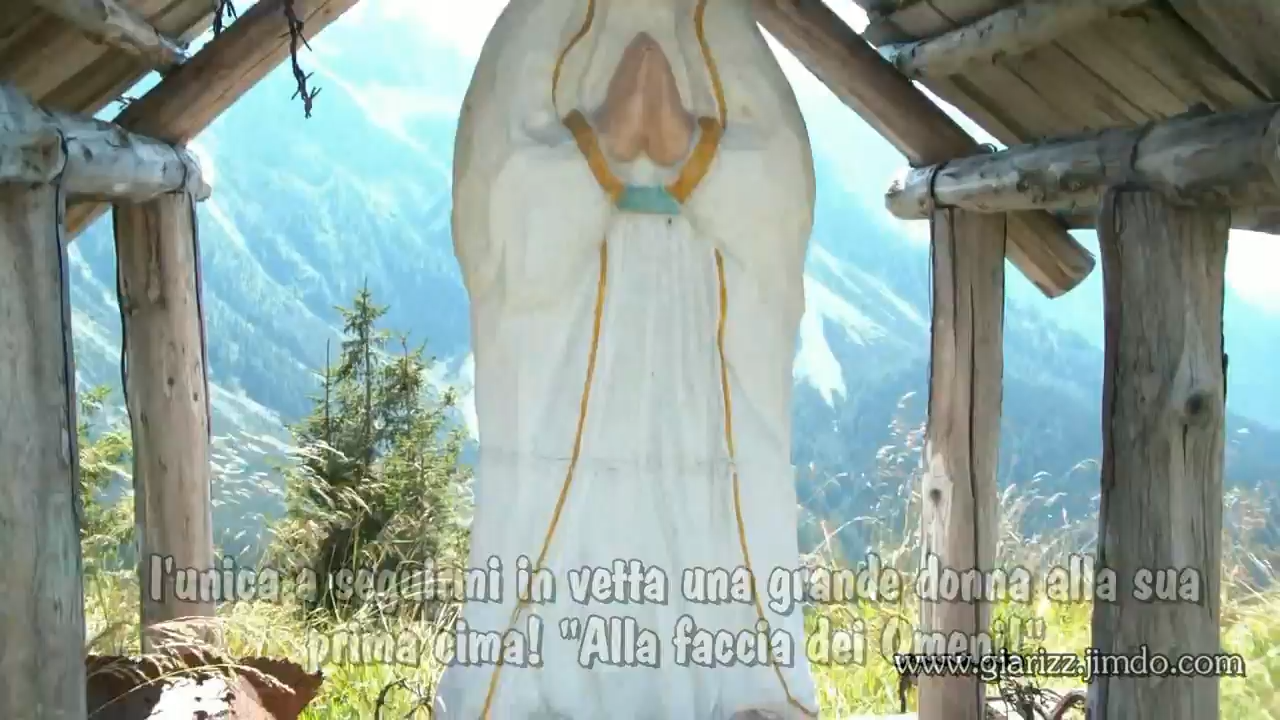 l'unica a seguirmi in vetta una grande donna alla sua
prima cima! "Alla faccia dei Omeni!"
www.giarizz.jimdo.com